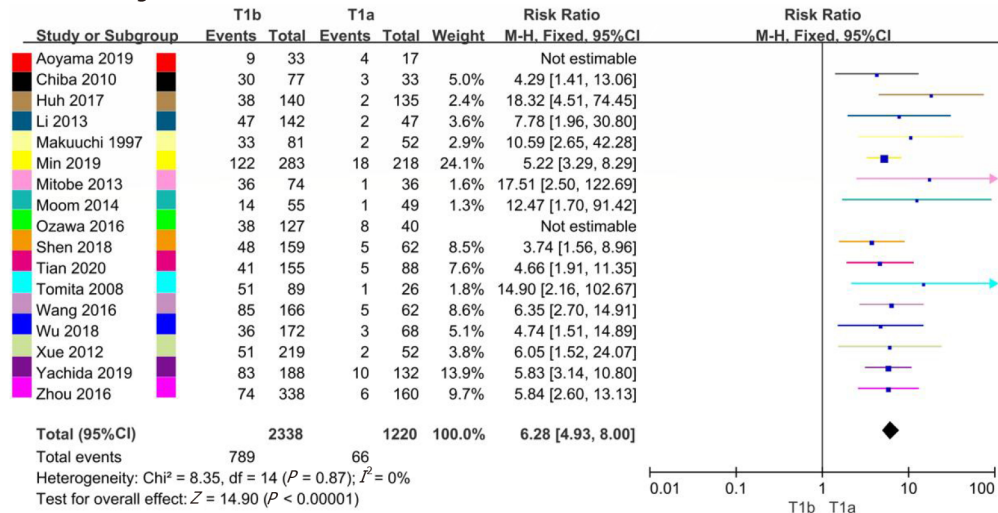 T1b T1a Risk Ratio Risk Ratio
Study or Subgroup Events Total Events Total Weight M-H. Fixed. 95%CI M-H. Fixed. 95%CI
Aoyama 2019 9 33 4 17 Not estimable
Chiba 2010 30 77 3 33 5.0% 4.29 [1.41, 13.06]
Huh 2017 38 140 2 135 2.4% 18.32 [4.51, 74.45]
Li 2013 47 142 2 47 3.6% 7.78 [1.96, 30.80]
Makuuchi 1997 33 81 2 52 2.9% 10.59 [2.65, 42.28]
Min 2019 122 283 18 218 24.1% 5.22 [3.29, 8.29]
Mitobe 2013 36 74 1 36 1.6% 17.51 [2.50, 122.69]
Moom 2014 14 55 1 49 1.3% 12.47 [1.70, 91.42]
Ozawa 2016 38 127 8 40 Not estimable
Shen 2018 48 159 5 62 8.5% 3.74 [1.56, 8.96]
Tian 2020 41 155 5 88 7.6% 4.66 [1.91, 11.35]
Tomita 2008 51 89 1 26 1.8% 14.90 [2.16, 102.67]
Wang 2016 85 166 5 62 8.6% 6.35 [2.70, 14.91]
Wu 2018 36 172 3 68 5.1% 4.74 [1.51, 14.89]
Xue 2012 51 219 2 52 3.8% 6.05 [1.52, 24.07]
Yachida 2019 83 188 10 132 13.9% 5.83 [3.14, 10.80]
Zhou 2016 74 338 6 160 9.7% 5.84 [2.60, 13.13]
Total (95%CI) 2338 1220 100.0% 6.28 [4.93, 8.00]
Total events 789 66
Heterogeneity: Chi² = 8.35, df = 14 (P = 0.87); I² = 0%
Test for overall effect: Z = 14.90 (P < 0.00001)
0.01 0.1 1 10 100
T1b T1a